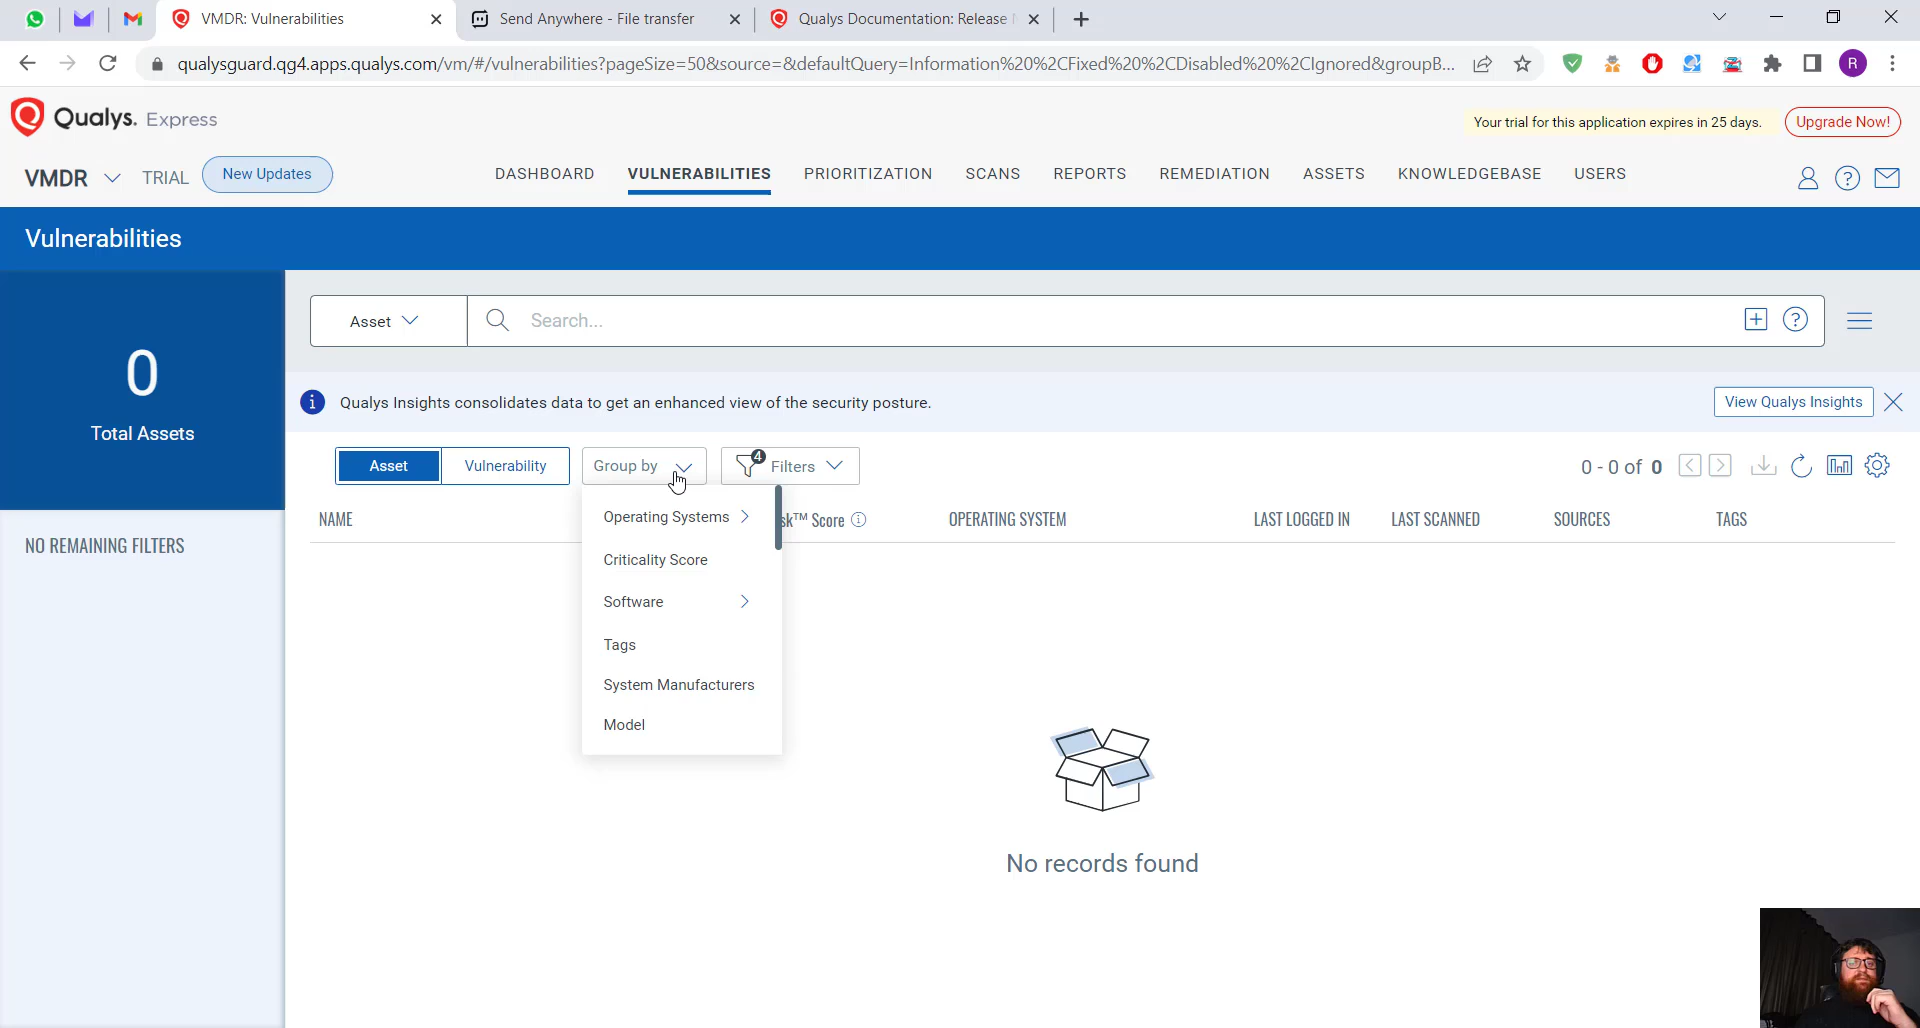 VMDR: Vulnerabilities
Send Anywhere - File transfer
Qualys Documentation: Release
qualysguard.qg4.apps.qualys.com/vm/#/vulnerabilities?pageSize=50&source=&defaultQuery=Information%20%2CFixed%20%2CDisabled%20%2CIgnored&groupB...
R
Qualys. Express
Your trial for this application expires in 25 days.
Upgrade Now!
VMDR
TRIAL
New Updates
DASHBOARD
VULNERABILITIES
PRIORITIZATION
SCANS
REPORTS
REMEDIATION
ASSETS
KNOWLEDGEBASE
USERS
Vulnerabilities
0
Total Assets
NO REMAINING FILTERS
Asset
Search...
Qualys Insights consolidates data to get an enhanced view of the security posture.
View Qualys Insights
Asset
Vulnerability
Group by
4
Filters
0 - 0 of 0
NAME
sk™ Score
OPERATING SYSTEM
LAST LOGGED IN
LAST SCANNED
SOURCES
TAGS
Operating Systems
Criticality Score
Software
Tags
System Manufacturers
Model
No records found